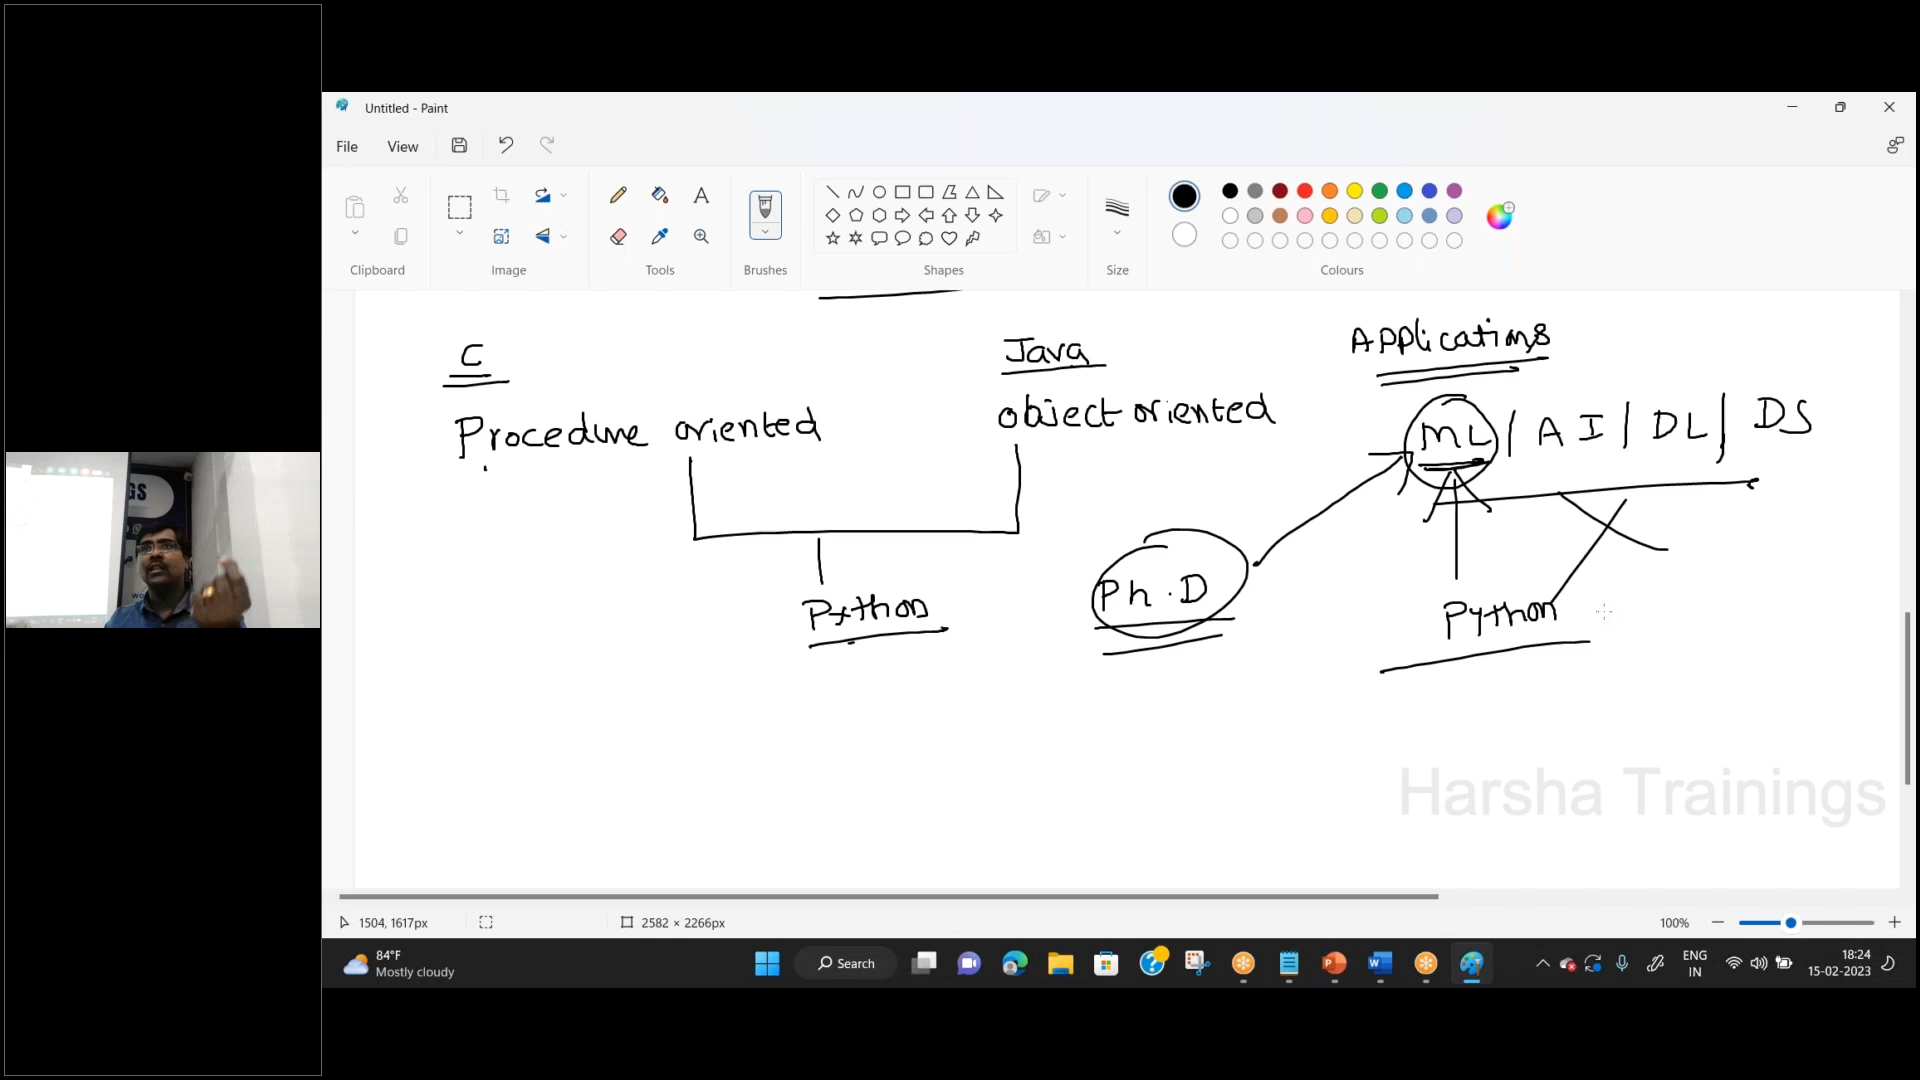 Untitled - Paint
File View
Clipboard Image Tools Brushes Shapes Size Colours
C
Java
Applications
Procedure oriented
object oriented
ML / AI / DL / DS
Ph.D
Python
Python
Harsha Trainings
1504, 1617px
2582 × 2266px
100%
84°F
Mostly cloudy
Search
ENG
IN
18:24
15-02-2023
GS